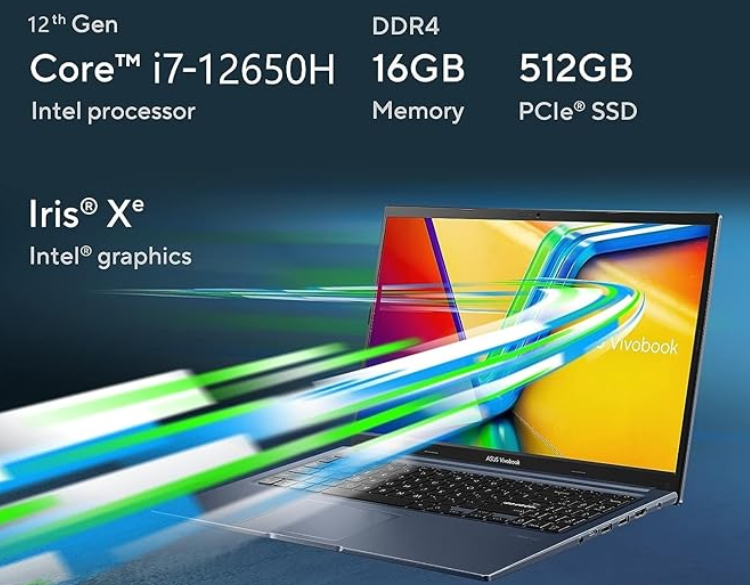 12th Gen
Core™ i7-12650H
Intel processor
DDR4
16GB
Memory
512GB
PCIe® SSD
Iris® Xe
Intel® graphics
Vivobook
ASUS Vivobook